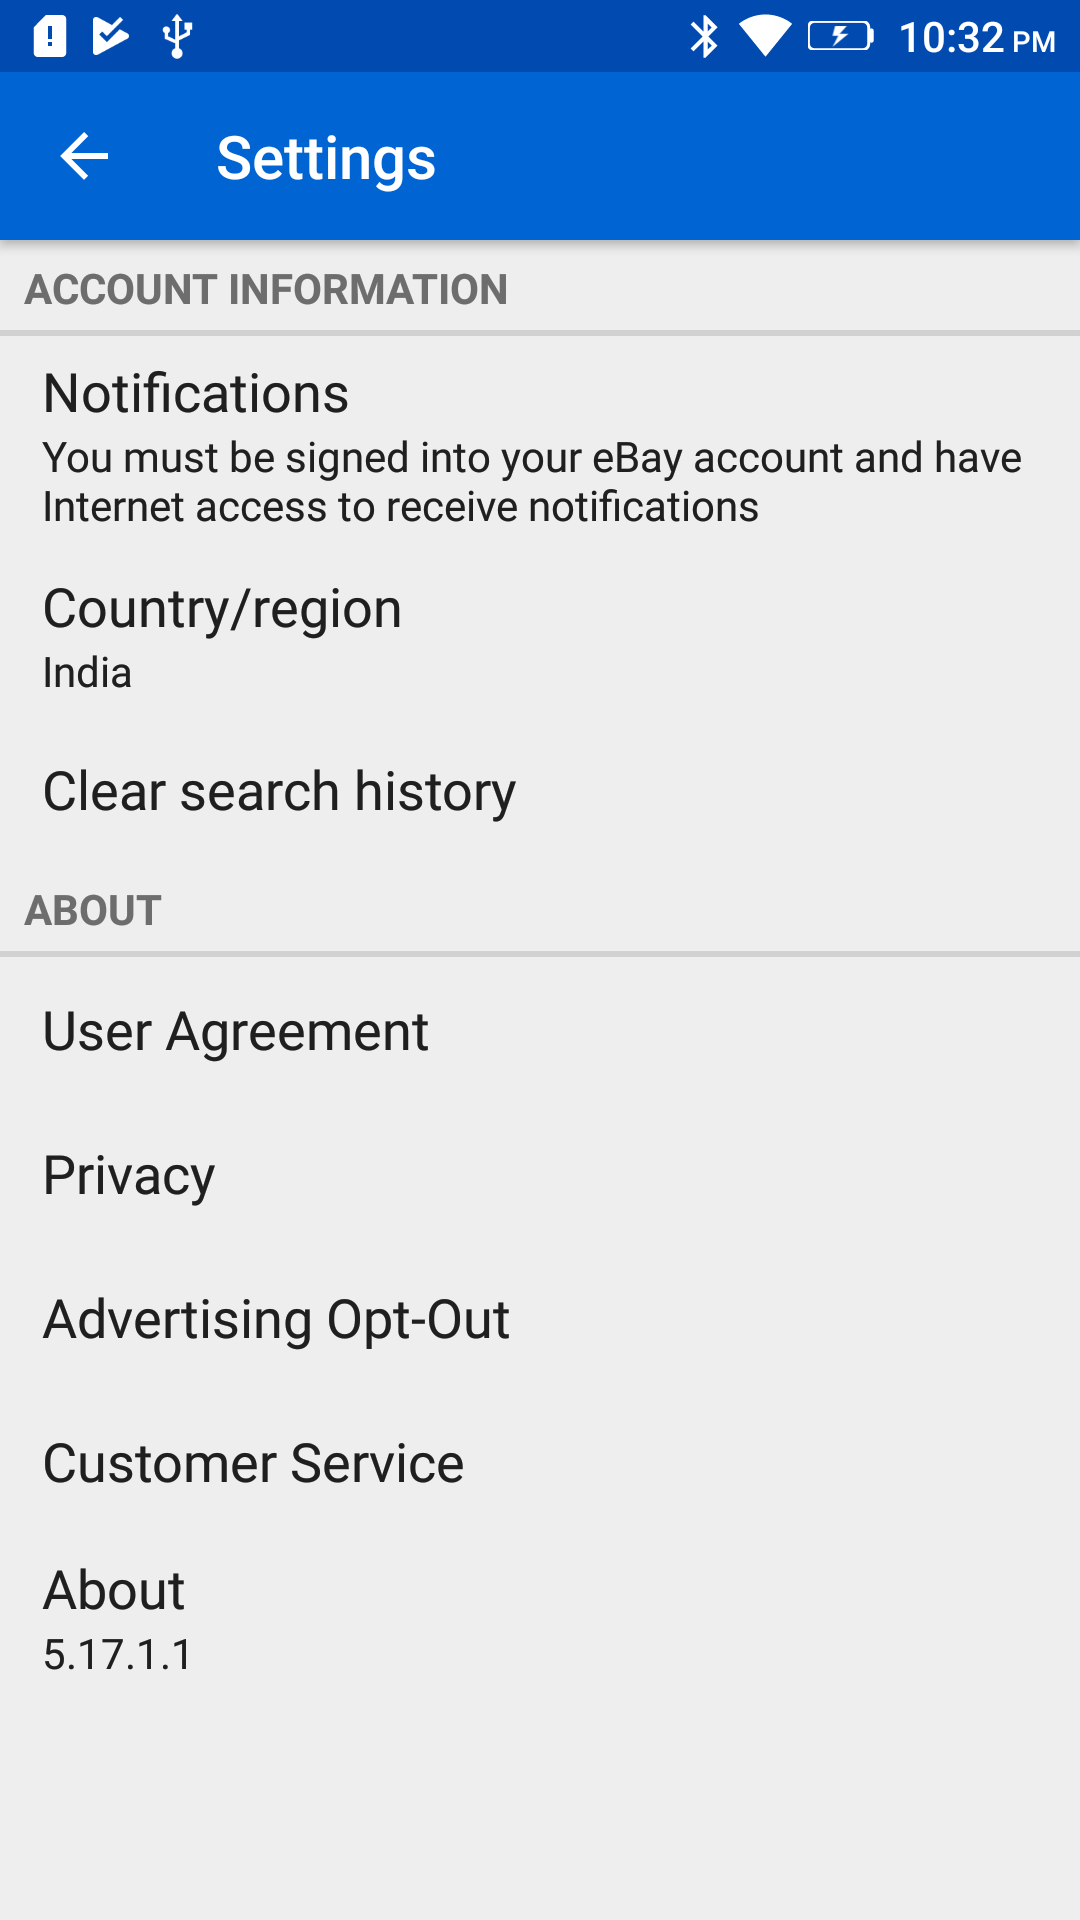 10:32 PM
Settings
ACCOUNT INFORMATION
Notifications
You must be signed into your eBay account and have
Internet access to receive notifications
Country/region
India
Clear search history
ABOUT
User Agreement
Privacy
Advertising Opt-Out
Customer Service
About
5.17.1.1